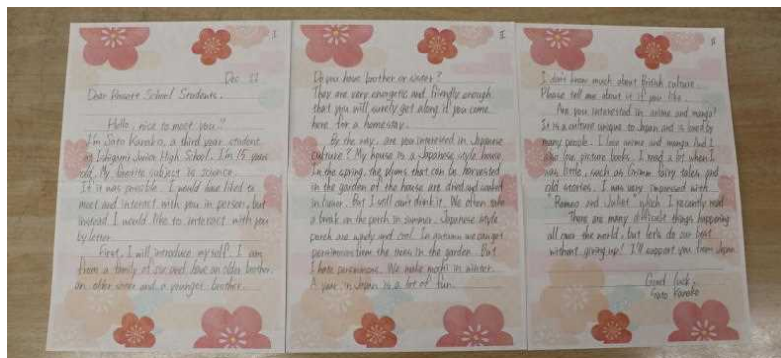 I
Dec. 17
Dear Rossett School Students,
Hello, nice to meet you?
I'm Sato Kanako, a third year student
at Ishigami Junior High School. I'm 15 years
old. My favorite subject is science.
If it was possible, I would have liked to
meet and interact with you in person, but
instead I would like to interact with you
by letter.
First, I will introduce myself. I am
from a family of six and have an older brother,
an older sister and a younger brother.
II
Do you have brother or sister?
They are very energetic and friendly enough
that you will surely get along if you come
here for a homestay.
By the way, are you interested in Japanese
culture? My house is a Japanese style house.
In the spring, the plums that can be harvested
in the garden of the house are dried and soaked
in liquor. But I still can't drink it. We often take
a break on the porch in summer. Japanese style
porch are windy and cool. In autumn we can get
persimmons from the trees in the garden. But
I hate persimmons. We make mochi in winter.
A year in Japan is a lot of fun.
I don't know much about British culture.
Please tell me about it if you like.
Are you interested in anime and manga?
It is a culture unique to Japan and is loved by
many people. I love anime and manga. And I
like picture books. I read a lot when I
was little, such as Grimm fairy tales and
old stories. I was very impressed with
Romeo and Juliet which I recently read.
There are many difficult things happening
all over the world, but let's do our best
without giving up! I'll support you from Japan.
Good luck,
Sato Kanako